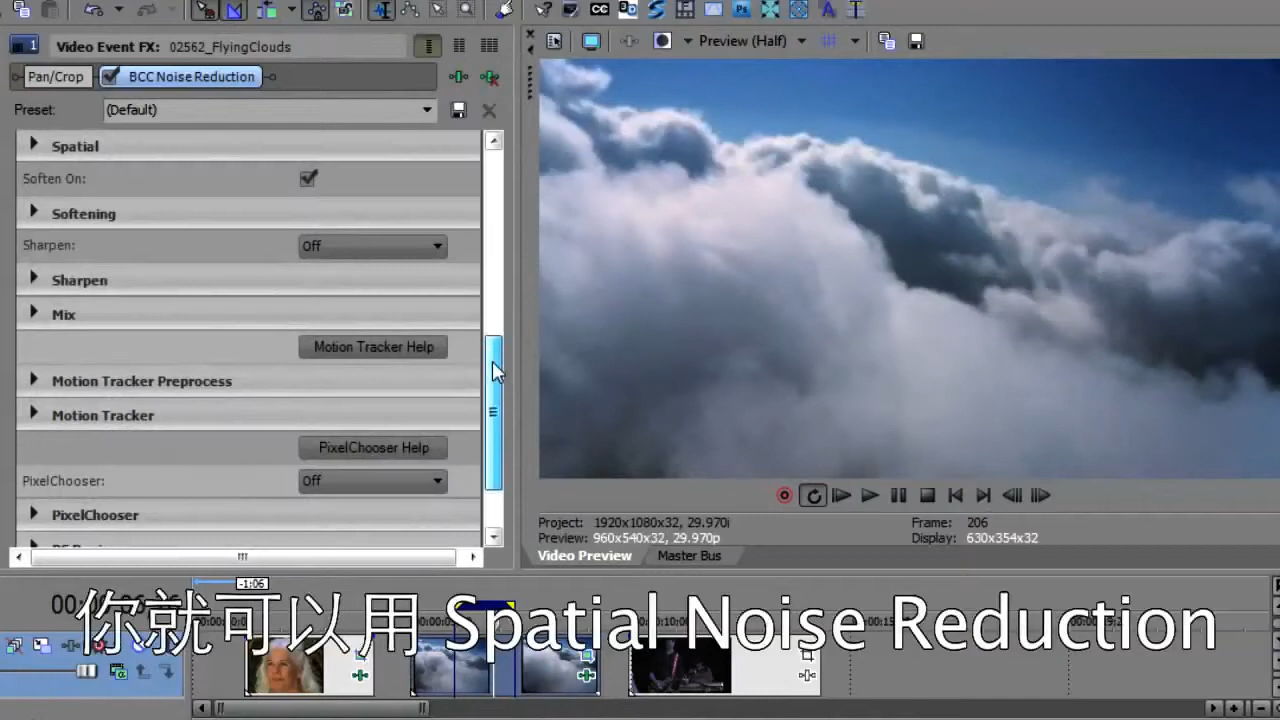 CC
1
Video Event FX: 02562_FlyingClouds
Preview (Half)
Pan/Crop
BCC Noise Reduction
Preset: (Default)
Spatial
Soften On:
Softening
Sharpen: Off
Sharpen
Mix
Motion Tracker Help
Motion Tracker Preprocess
Motion Tracker
PixelChooser Help
PixelChooser: Off
PixelChooser
Project: 1920x1080x32, 29.970i
Frame: 206
Preview: 960x540x32, 29.970p
Display: 630x354x32
Video Preview
Master Bus
-1:06
你就可以用 Spatial Noise Reduction